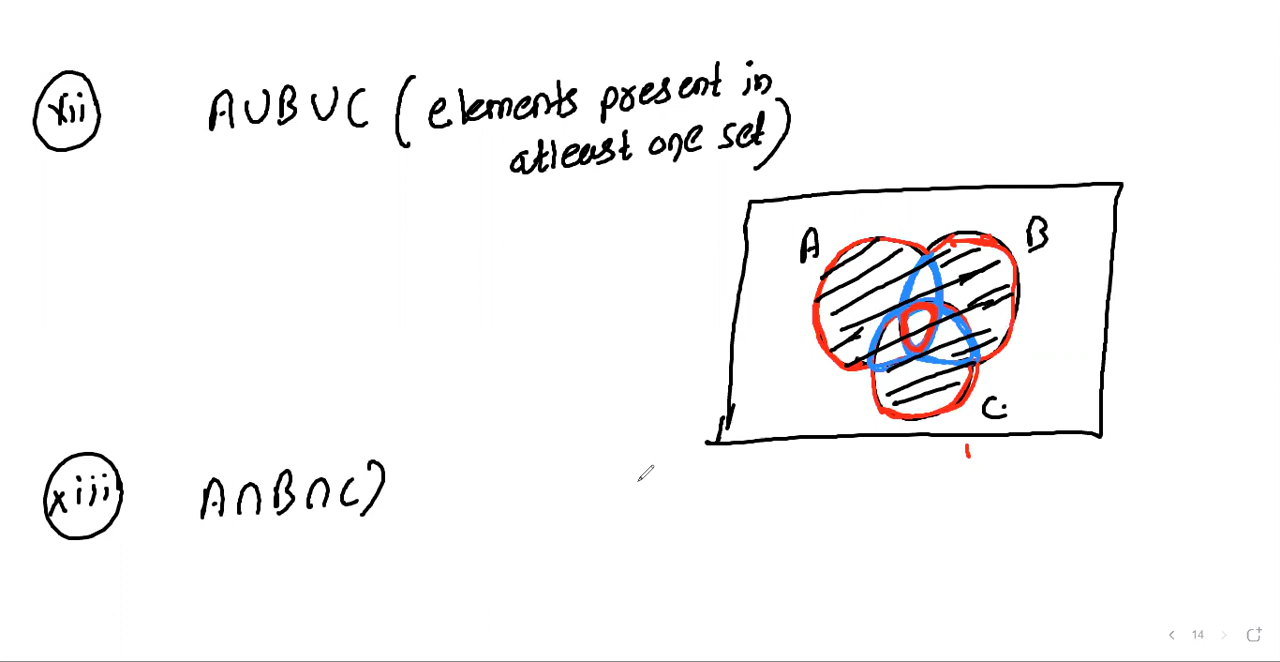 xii
A∪B∪C (elements present in
atleast one set)
A
B
C
xiii
A∩B∩C)
14